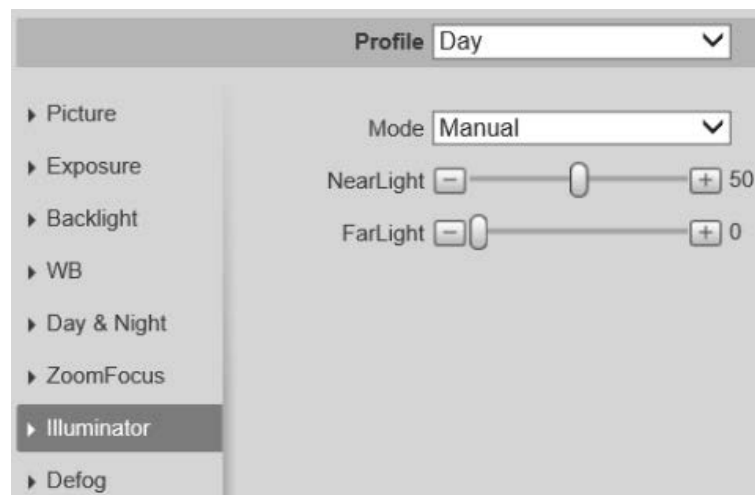 Profile Day
Picture
Mode Manual
Exposure
NearLight 50
Backlight
FarLight 0
WB
Day & Night
ZoomFocus
Illuminator
Defog